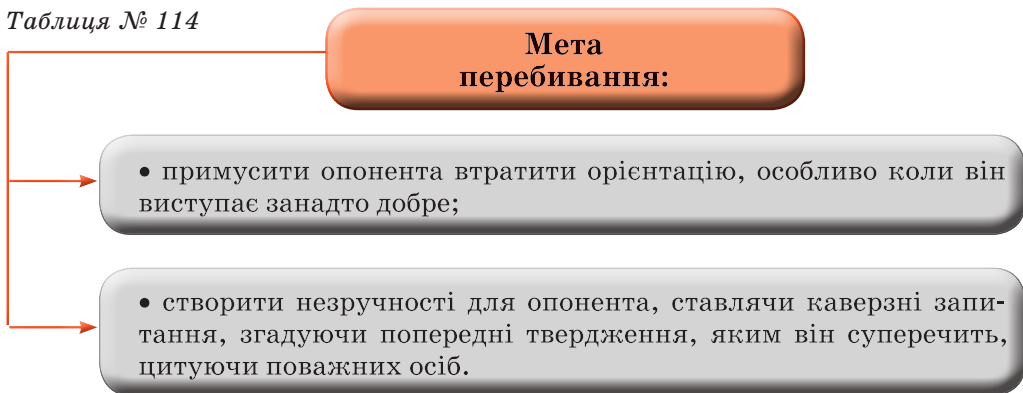 Таблиця № 114
Мета
перебивання:
• примусити опонента втратити орієнтацію, особливо коли він
виступає занадто добре;
• створити незручності для опонента, ставлячи каверзні запи-
тання, згадуючи попередні твердження, яким він суперечить,
цитуючи поважних осіб.